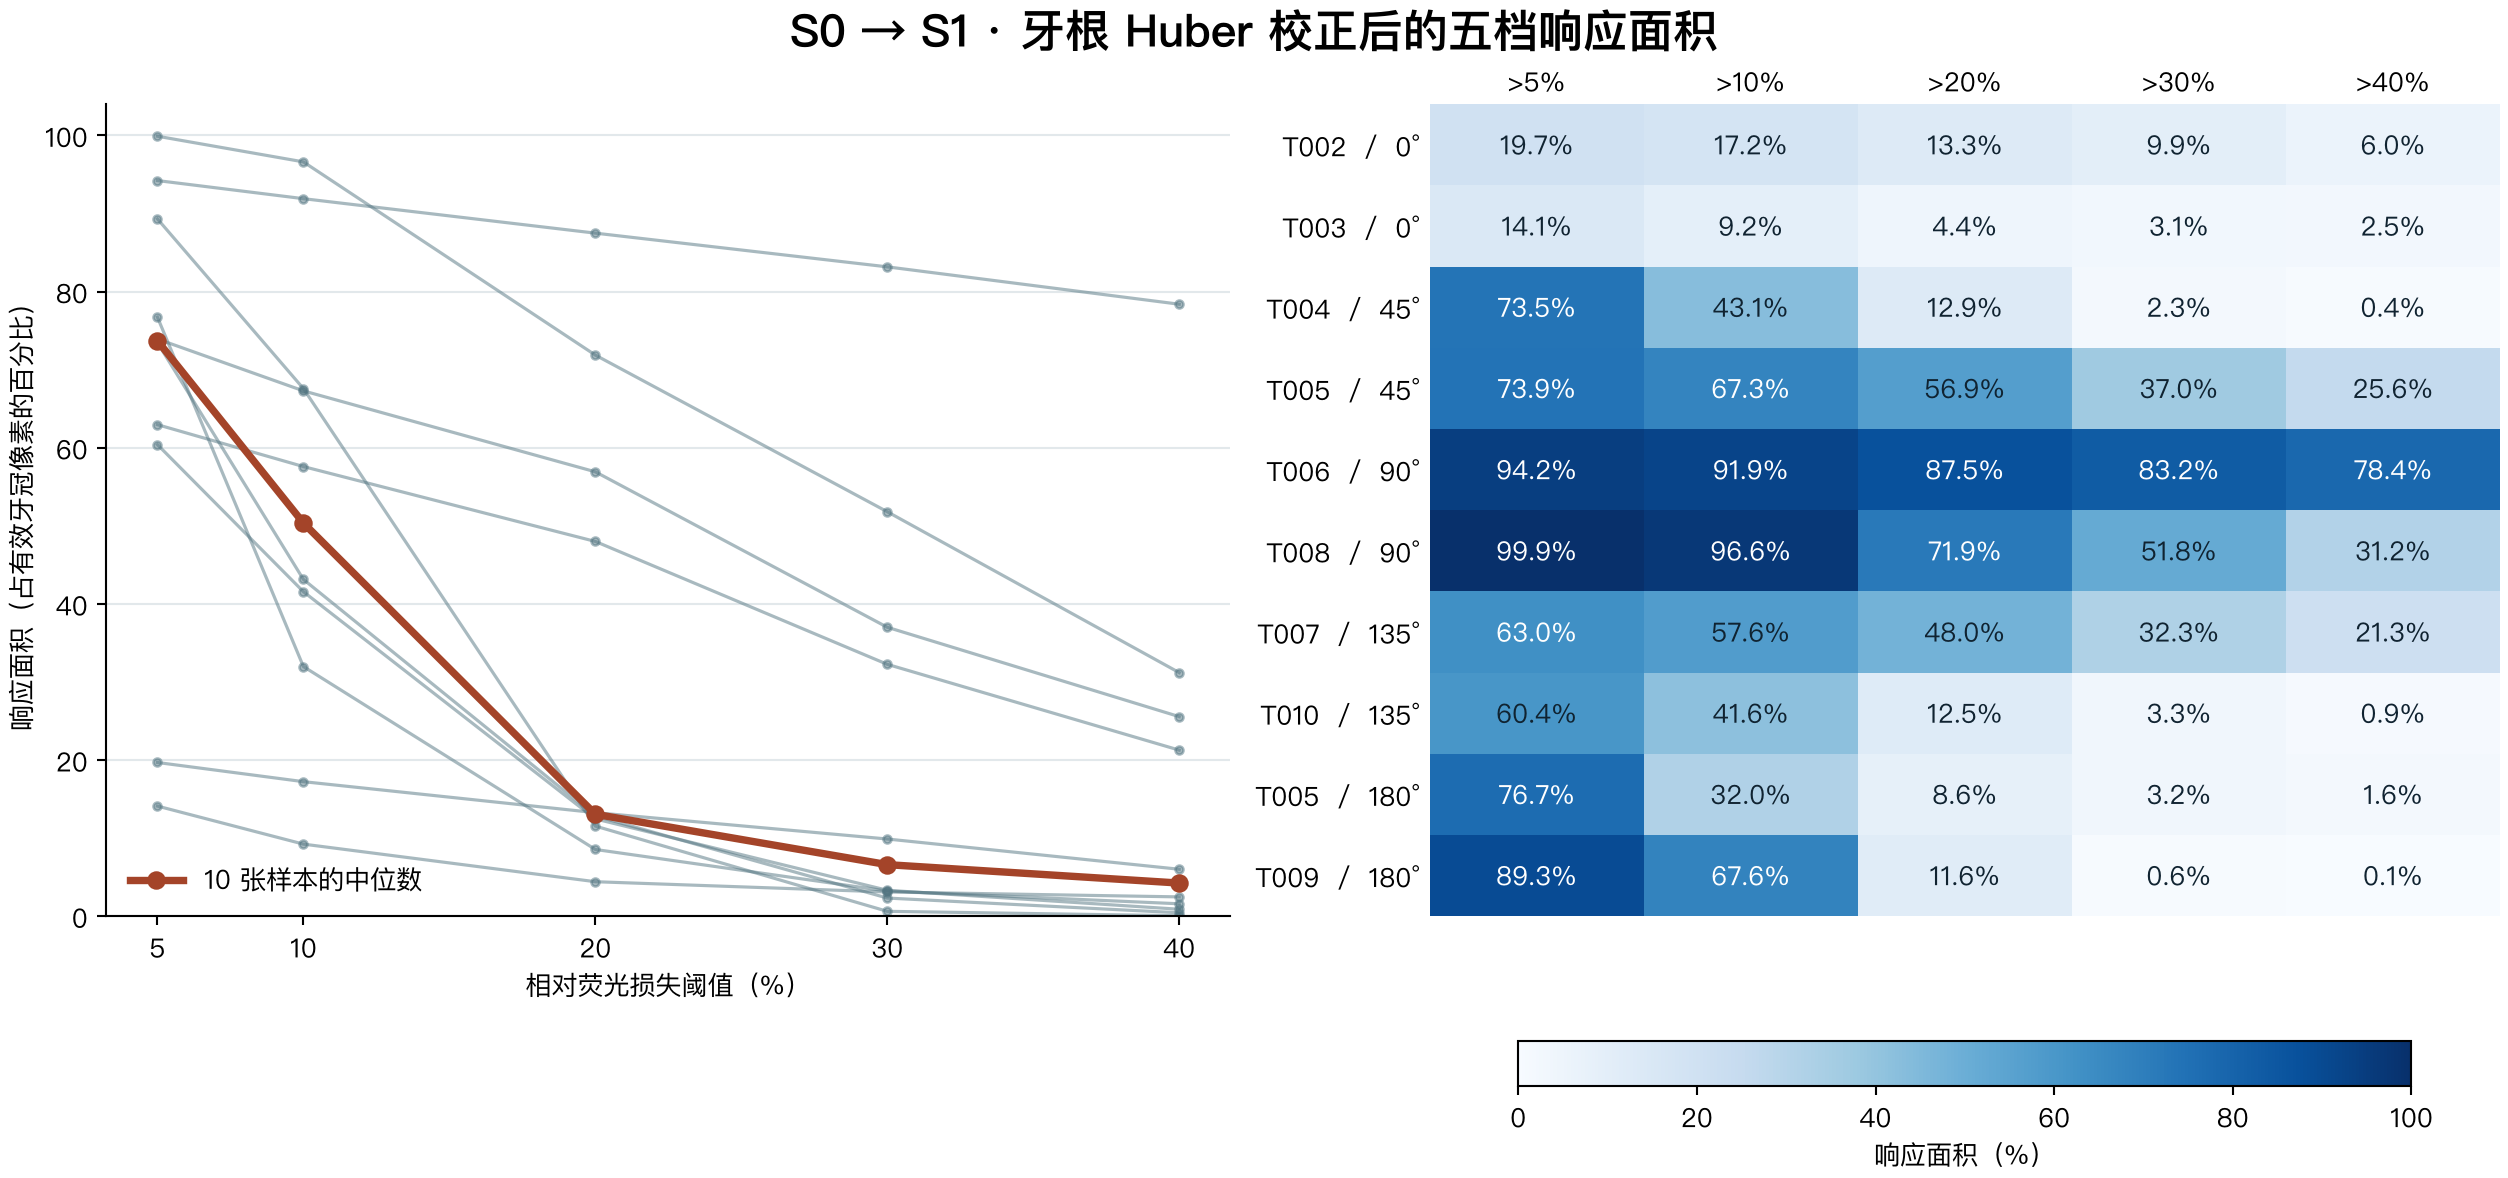 S0 → S1 · 牙根 Huber 校正后的五档响应面积
响应面积（占有效牙冠像素的百分比）
100
80
60
40
20
0
5 10 20 30 40
相对荧光损失阈值（%）
10 张样本的中位数
>5% >10% >20% >30% >40%
T002 / 0° 19.7% 17.2% 13.3% 9.9% 6.0%
T003 / 0° 14.1% 9.2% 4.4% 3.1% 2.5%
T004 / 45° 73.5% 43.1% 12.9% 2.3% 0.4%
T005 / 45° 73.9% 67.3% 56.9% 37.0% 25.6%
T006 / 90° 94.2% 91.9% 87.5% 83.2% 78.4%
T008 / 90° 99.9% 96.6% 71.9% 51.8% 31.2%
T007 / 135° 63.0% 57.6% 48.0% 32.3% 21.3%
T010 / 135° 60.4% 41.6% 12.5% 3.3% 0.9%
T005 / 180° 76.7% 32.0% 8.6% 3.2% 1.6%
T009 / 180° 89.3% 67.6% 11.6% 0.6% 0.1%
0 20 40 60 80 100
响应面积（%）